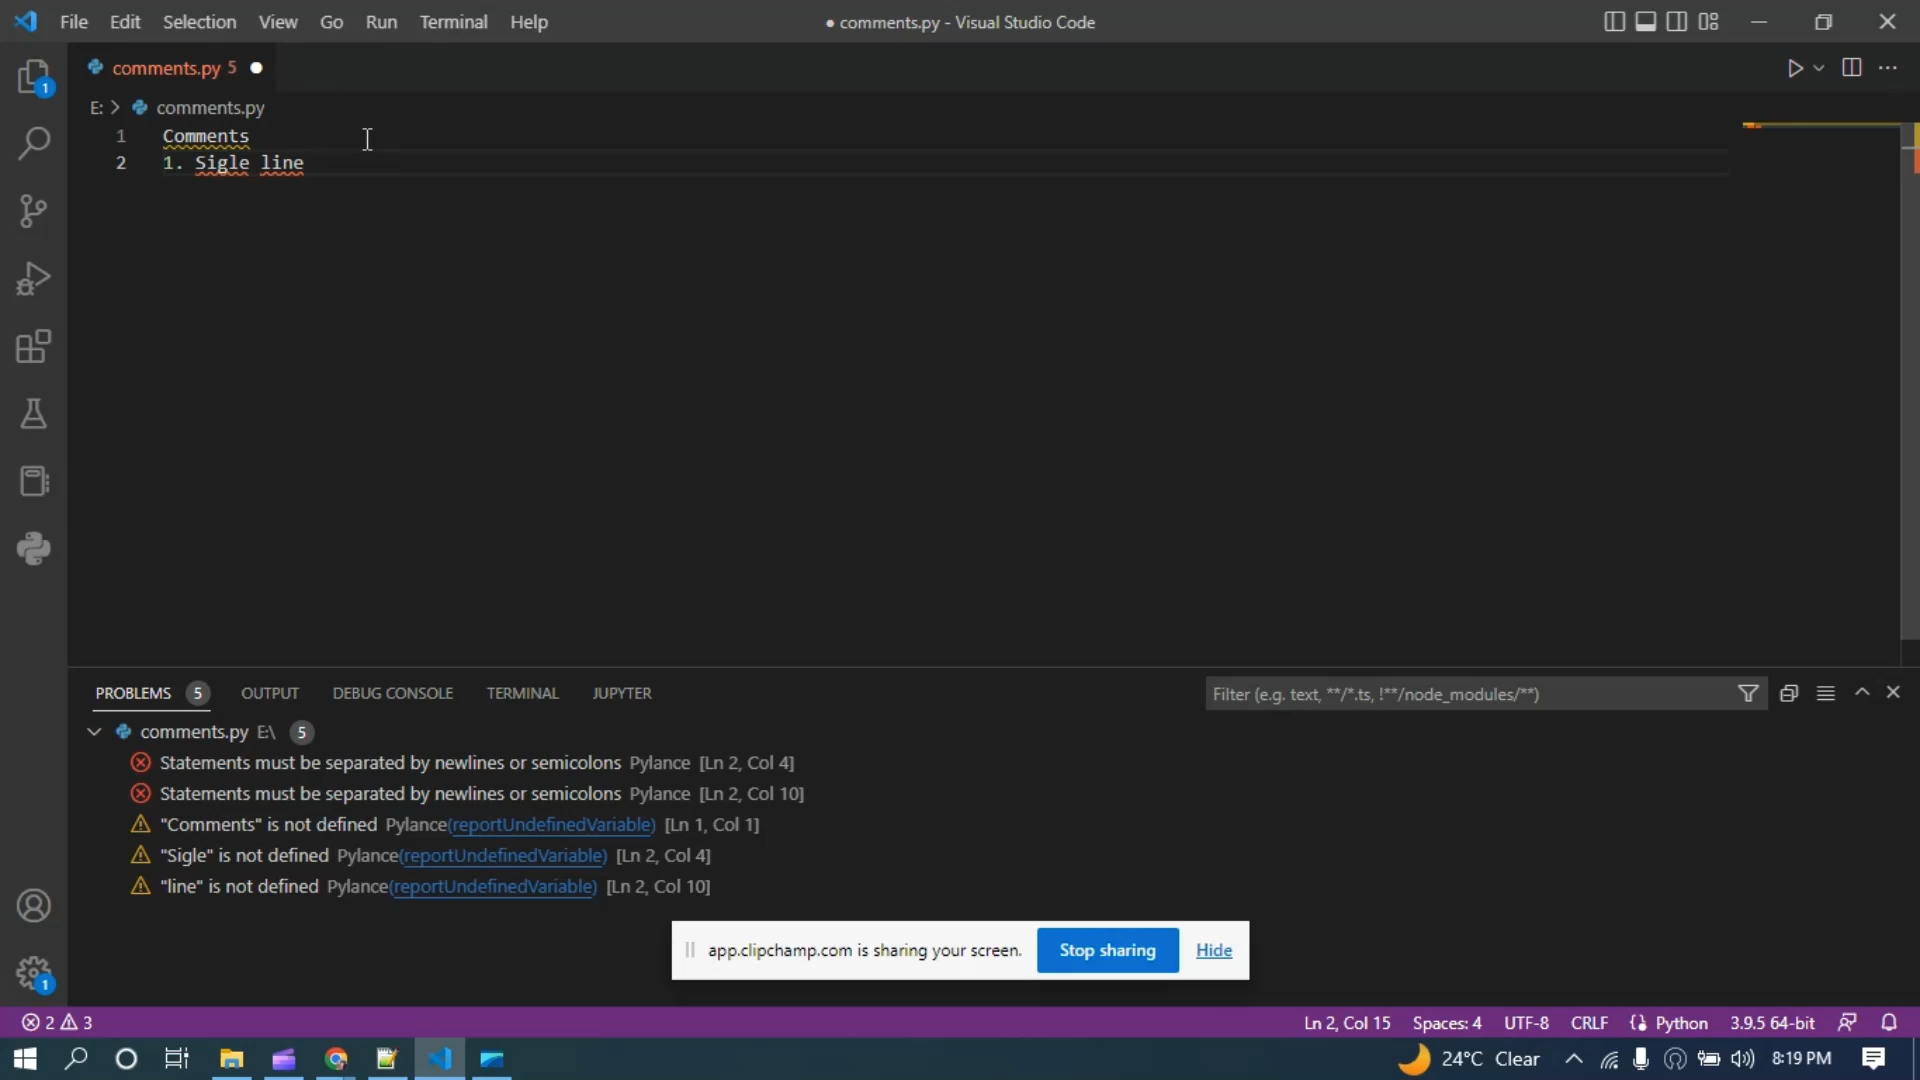 File Edit Selection View Go Run Terminal Help
● comments.py - Visual Studio Code
1
comments.py 5 ●
E: > comments.py
1 Comments
2 1. Sigle line
PROBLEMS 5 OUTPUT DEBUG CONSOLE TERMINAL JUPYTER
Filter (e.g. text, **/*.ts, !**/node_modules/**)
comments.py E:\ 5
Statements must be separated by newlines or semicolons Pylance [Ln 2, Col 4]
Statements must be separated by newlines or semicolons Pylance [Ln 2, Col 10]
"Comments" is not defined Pylance(reportUndefinedVariable) [Ln 1, Col 1]
"Sigle" is not defined Pylance(reportUndefinedVariable) [Ln 2, Col 4]
"line" is not defined Pylance(reportUndefinedVariable) [Ln 2, Col 10]
app.clipchamp.com is sharing your screen. Stop sharing Hide
1
2 3
Ln 2, Col 15 Spaces: 4 UTF-8 CRLF Python 3.9.5 64-bit
24°C Clear 8:19 PM